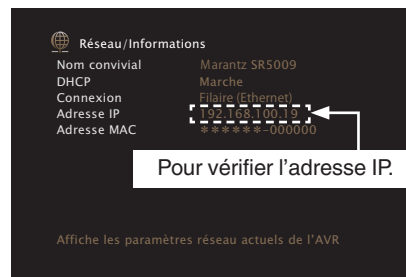 Réseau/Informations
Nom convivial Marantz SR5009
DHCP Marche
Connexion Filaire (Ethernet)
Adresse IP 192.168.100.19
Adresse MAC ******-000000
Pour vérifier l’adresse IP.
Affiche les paramètres réseau actuels de l’AVR